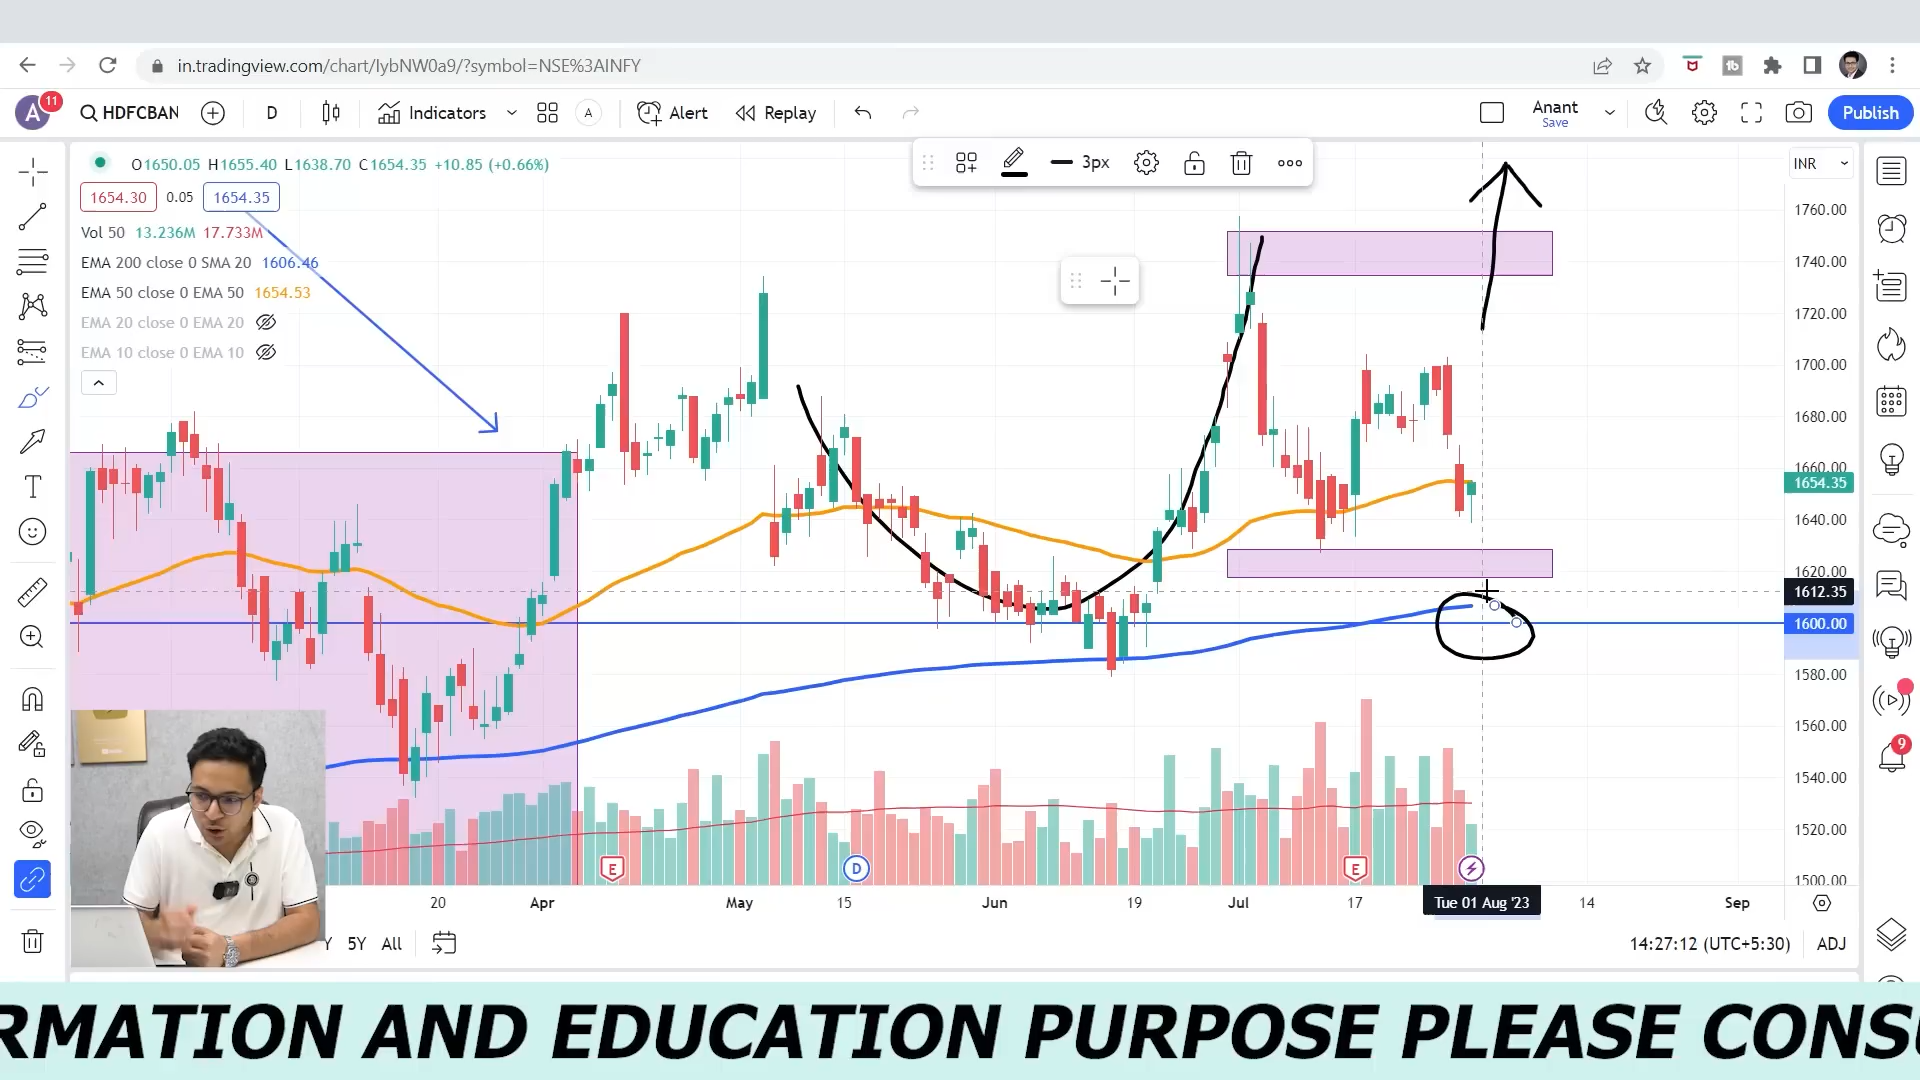 in.tradingview.com/chart/IybNW0a9/?symbol=NSE%3AINFY
A
11
HDFCBAN
D
Indicators
A
Alert
Replay
Anant
Save
Publish
O1650.05 H1655.40 L1638.70 C1654.35 +10.85 (+0.66%)
3px
INR
1654.30
0.05
1654.35
Vol 50 13.236M 17.733M
EMA 200 close 0 SMA 20 1606.46
EMA 50 close 0 EMA 50 1654.53
EMA 20 close 0 EMA 20
EMA 10 close 0 EMA 10
1760.00
1740.00
1720.00
1700.00
1680.00
1660.00
1654.35
1640.00
1620.00
1612.35
1600.00
1580.00
1560.00
1540.00
1520.00
1500.00
9
E
D
E
20
Apr
May
15
Jun
19
Jul
17
Tue 01 Aug '23
14
Sep
Y
5Y
All
14:27:12 (UTC+5:30)
ADJ
RMATION AND EDUCATION PURPOSE PLEASE CONSU